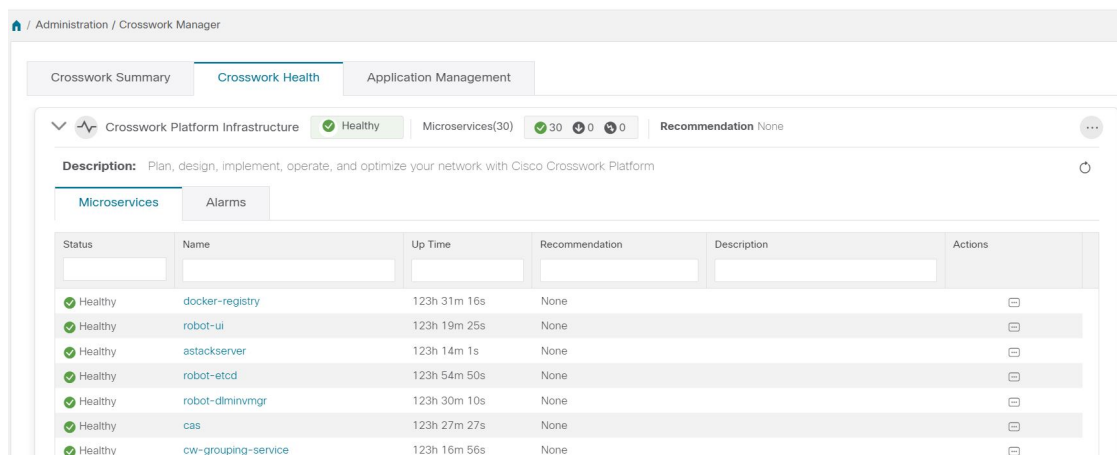 / Administration / Crosswork Manager
Crosswork Summary Crosswork Health Application Management
Crosswork Platform Infrastructure Healthy Microservices(30) 30 0 0 Recommendation None
Description: Plan, design, implement, operate, and optimize your network with Cisco Crosswork Platform
Microservices Alarms
Status Name Up Time Recommendation Description Actions
Healthy docker-registry 123h 31m 16s None
Healthy robot-ui 123h 19m 25s None
Healthy astackserver 123h 14m 1s None
Healthy robot-etcd 123h 54m 50s None
Healthy robot-dlminvmgr 123h 30m 10s None
Healthy cas 123h 27m 27s None
Healthy cw-grouping-service 123h 16m 56s None